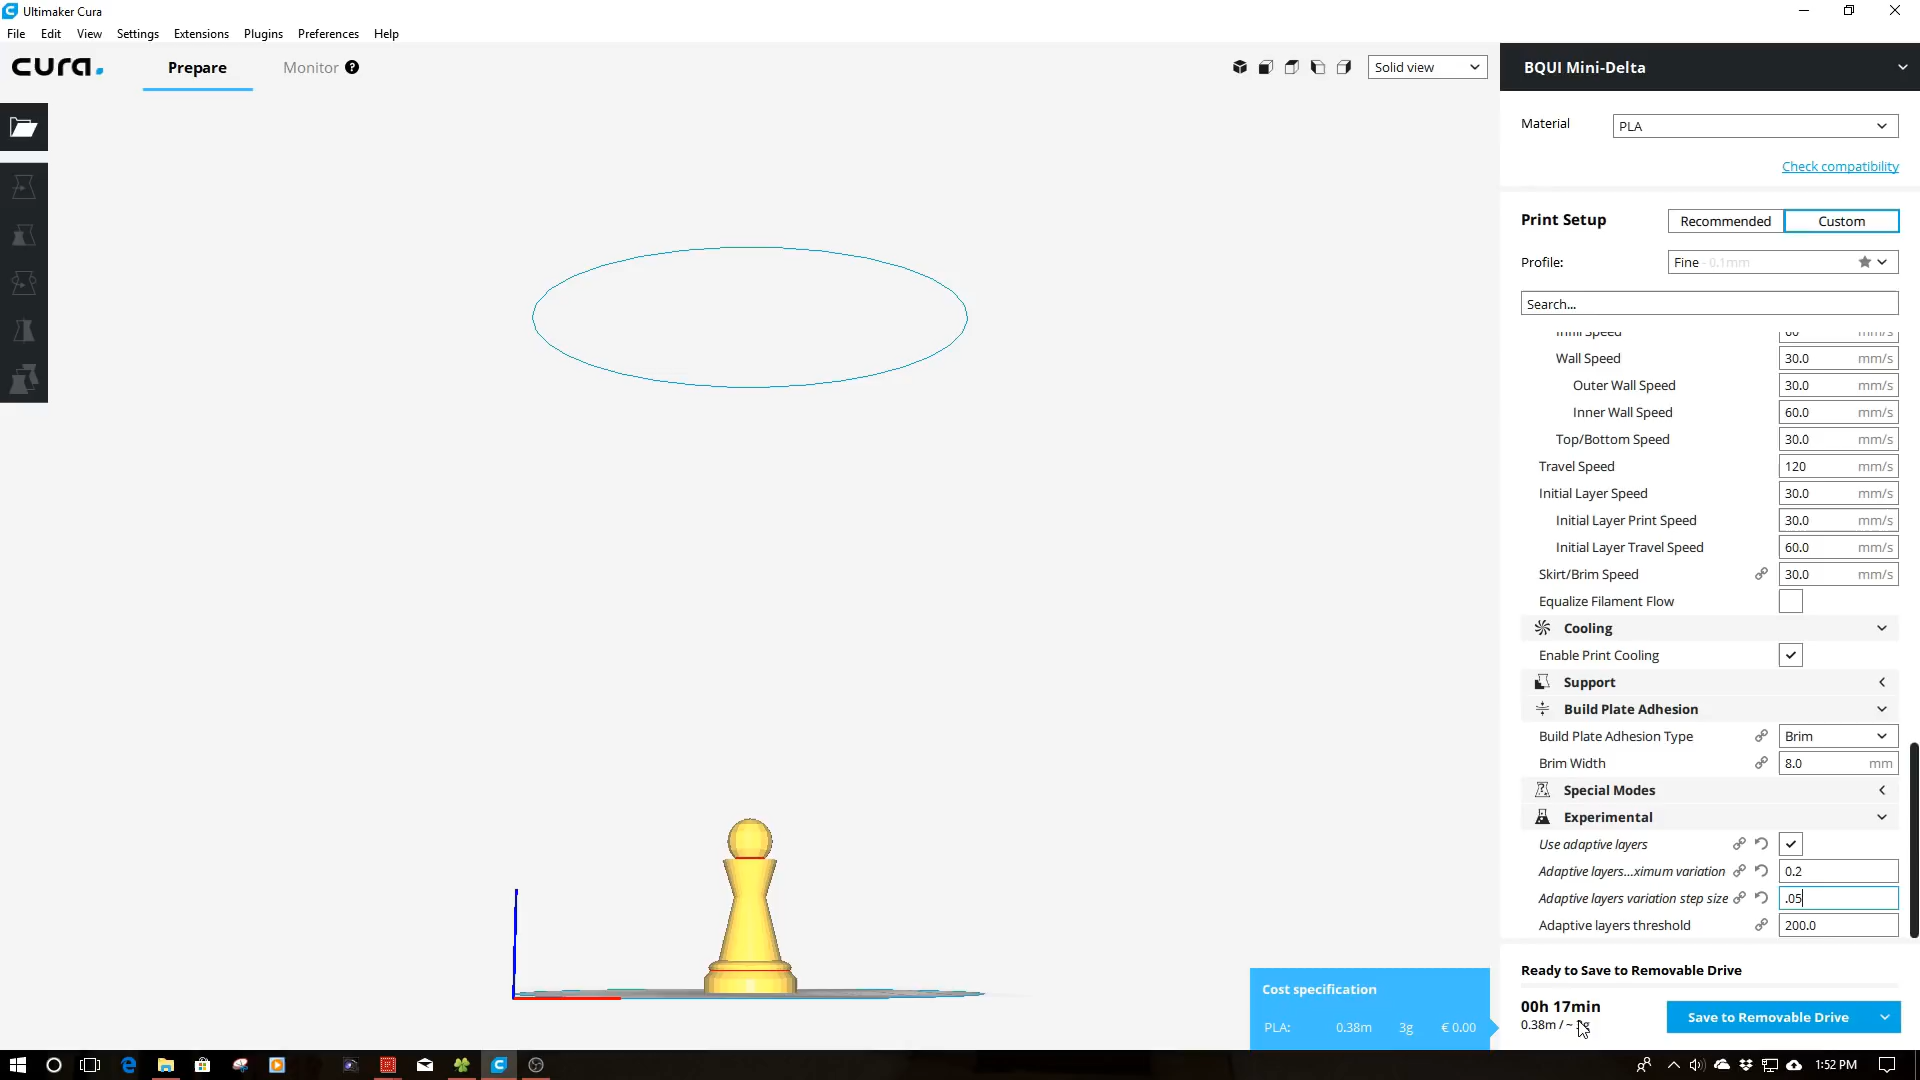 Ultimaker Cura
File Edit View Settings Extensions Plugins Preferences Help
cura. Prepare Monitor ? Solid view BQUI Mini-Delta
Material PLA
Check compatibility
Print Setup Recommended Custom
Profile: Fine - 0.1mm
Search...
Infill Speed 60 mm/s
Wall Speed 30.0 mm/s
Outer Wall Speed 30.0 mm/s
Inner Wall Speed 60.0 mm/s
Top/Bottom Speed 30.0 mm/s
Travel Speed 120 mm/s
Initial Layer Speed 30.0 mm/s
Initial Layer Print Speed 30.0 mm/s
Initial Layer Travel Speed 60.0 mm/s
Skirt/Brim Speed 30.0 mm/s
Equalize Filament Flow
Cooling
Enable Print Cooling
Support
Build Plate Adhesion
Build Plate Adhesion Type Brim
Brim Width 8.0 mm
Special Modes
Experimental
Use adaptive layers
Adaptive layers...ximum variation 0.2
Adaptive layers variation step size .05
Adaptive layers threshold 200.0
Ready to Save to Removable Drive
Cost specification
PLA: 0.38m 3g € 0.00
00h 17min
0.38m / ~
Save to Removable Drive
1:52 PM